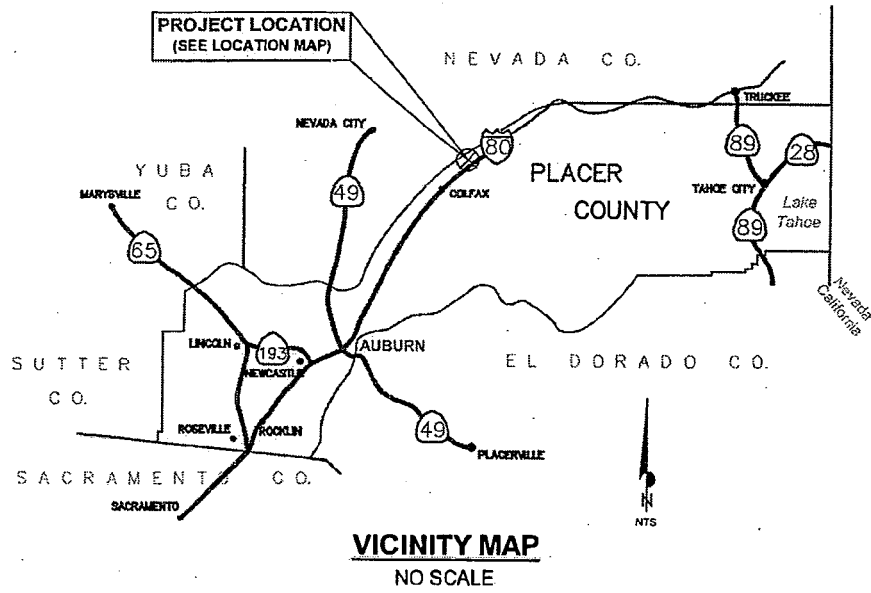 PROJECT LOCATION
(SEE LOCATION MAP)
NEVADA CO.
TRUCKEE
NEVADA CITY
80
89
28
YUBA
CO.
PLACER
COUNTY
MARYSVILLE
49
COLFAX
TAHOE CITY
Lake
Tahoe
65
89
Nevada
California
LINCOLN
193
AUBURN
NEWCASTLE
SUTTER
CO.
EL DORADO CO.
ROSEVILLE
ROCKLIN
49
PLACERVILLE
SACRAMENTO CO.
SACRAMENTO
N
NTS
VICINITY MAP
NO SCALE